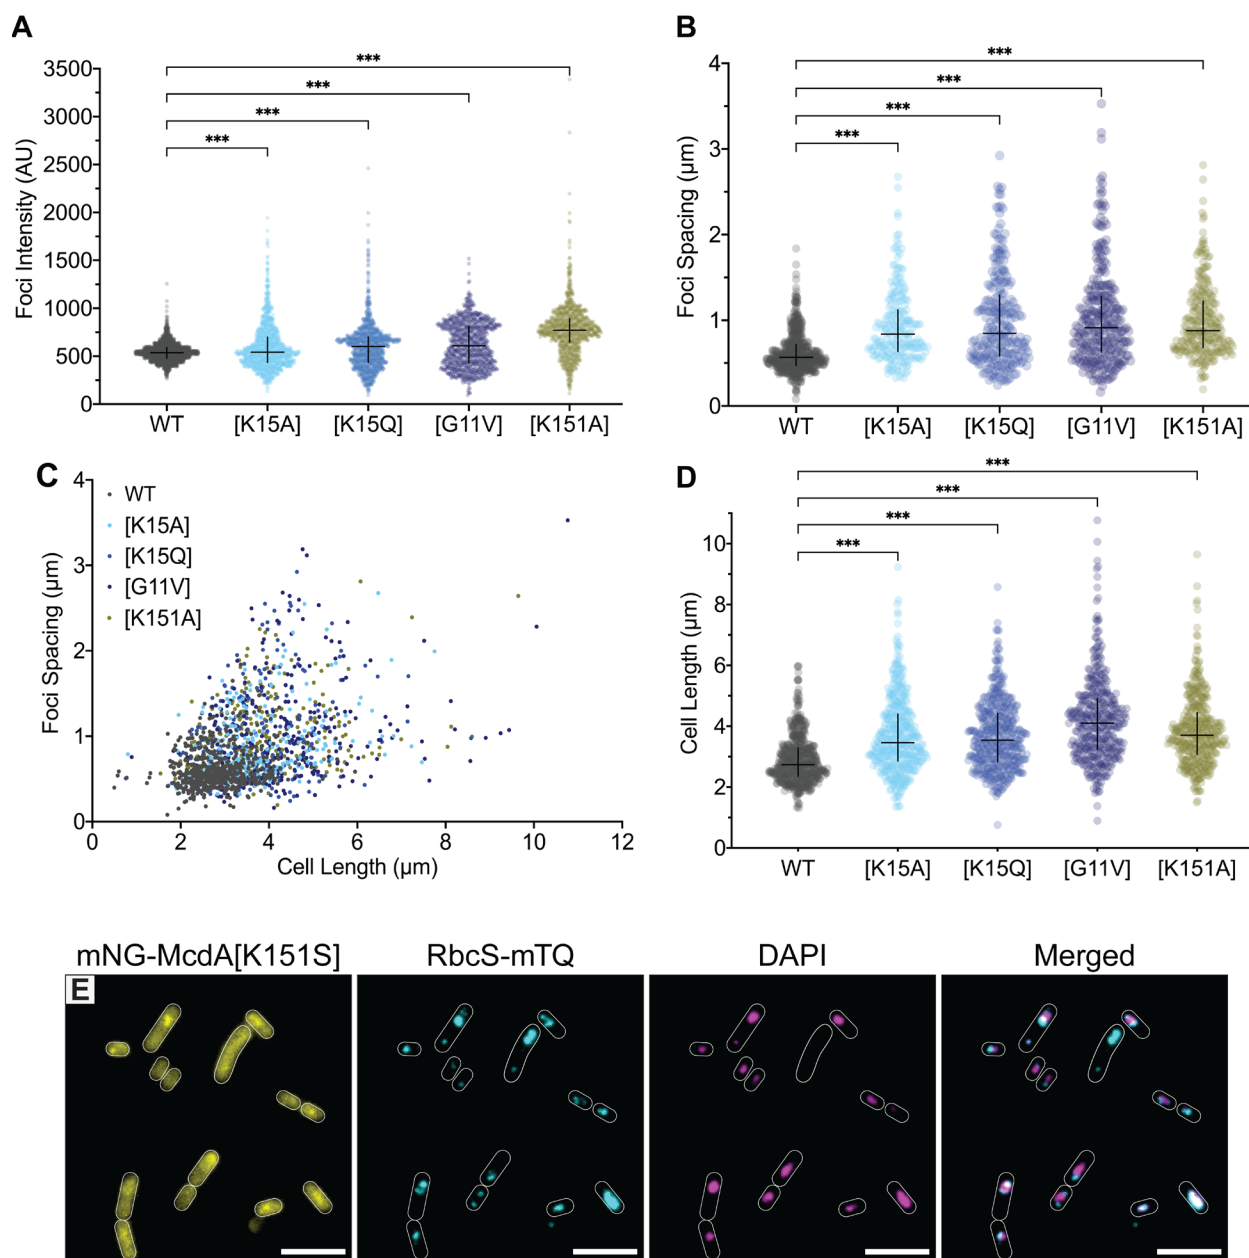 A
Foci Intensity (AU)
3500
3000
2500
2000
1500
1000
500
0
***
***
***
***
WT [K15A] [K15Q] [G11V] [K151A]
B
Foci Spacing (µm)
4
3
2
1
0
***
***
***
***
WT [K15A] [K15Q] [G11V] [K151A]
C
Foci Spacing (µm)
4
3
2
1
0
WT
[K15A]
[K15Q]
[G11V]
[K151A]
0 2 4 6 8 10 12
Cell Length (µm)
D
Cell Length (µm)
10
8
6
4
2
0
***
***
***
***
WT [K15A] [K15Q] [G11V] [K151A]
mNG-McdA[K151S] RbcS-mTQ DAPI Merged
E